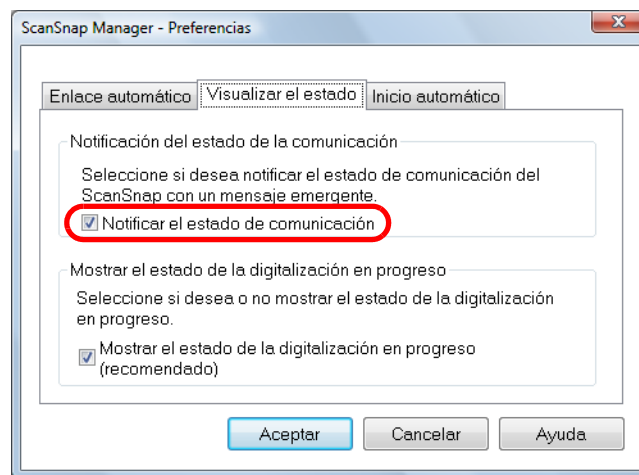 ScanSnap Manager - Preferencias
Enlace automático
Visualizar el estado
Inicio automático
Notificación del estado de la comunicación
Seleccione si desea notificar el estado de comunicación del
ScanSnap con un mensaje emergente.
Notificar el estado de comunicación
Mostrar el estado de la digitalización en progreso
Seleccione si desea o no mostrar el estado de la digitalización
en progreso.
Mostrar el estado de la digitalización en progreso
(recomendado)
Aceptar
Cancelar
Ayuda